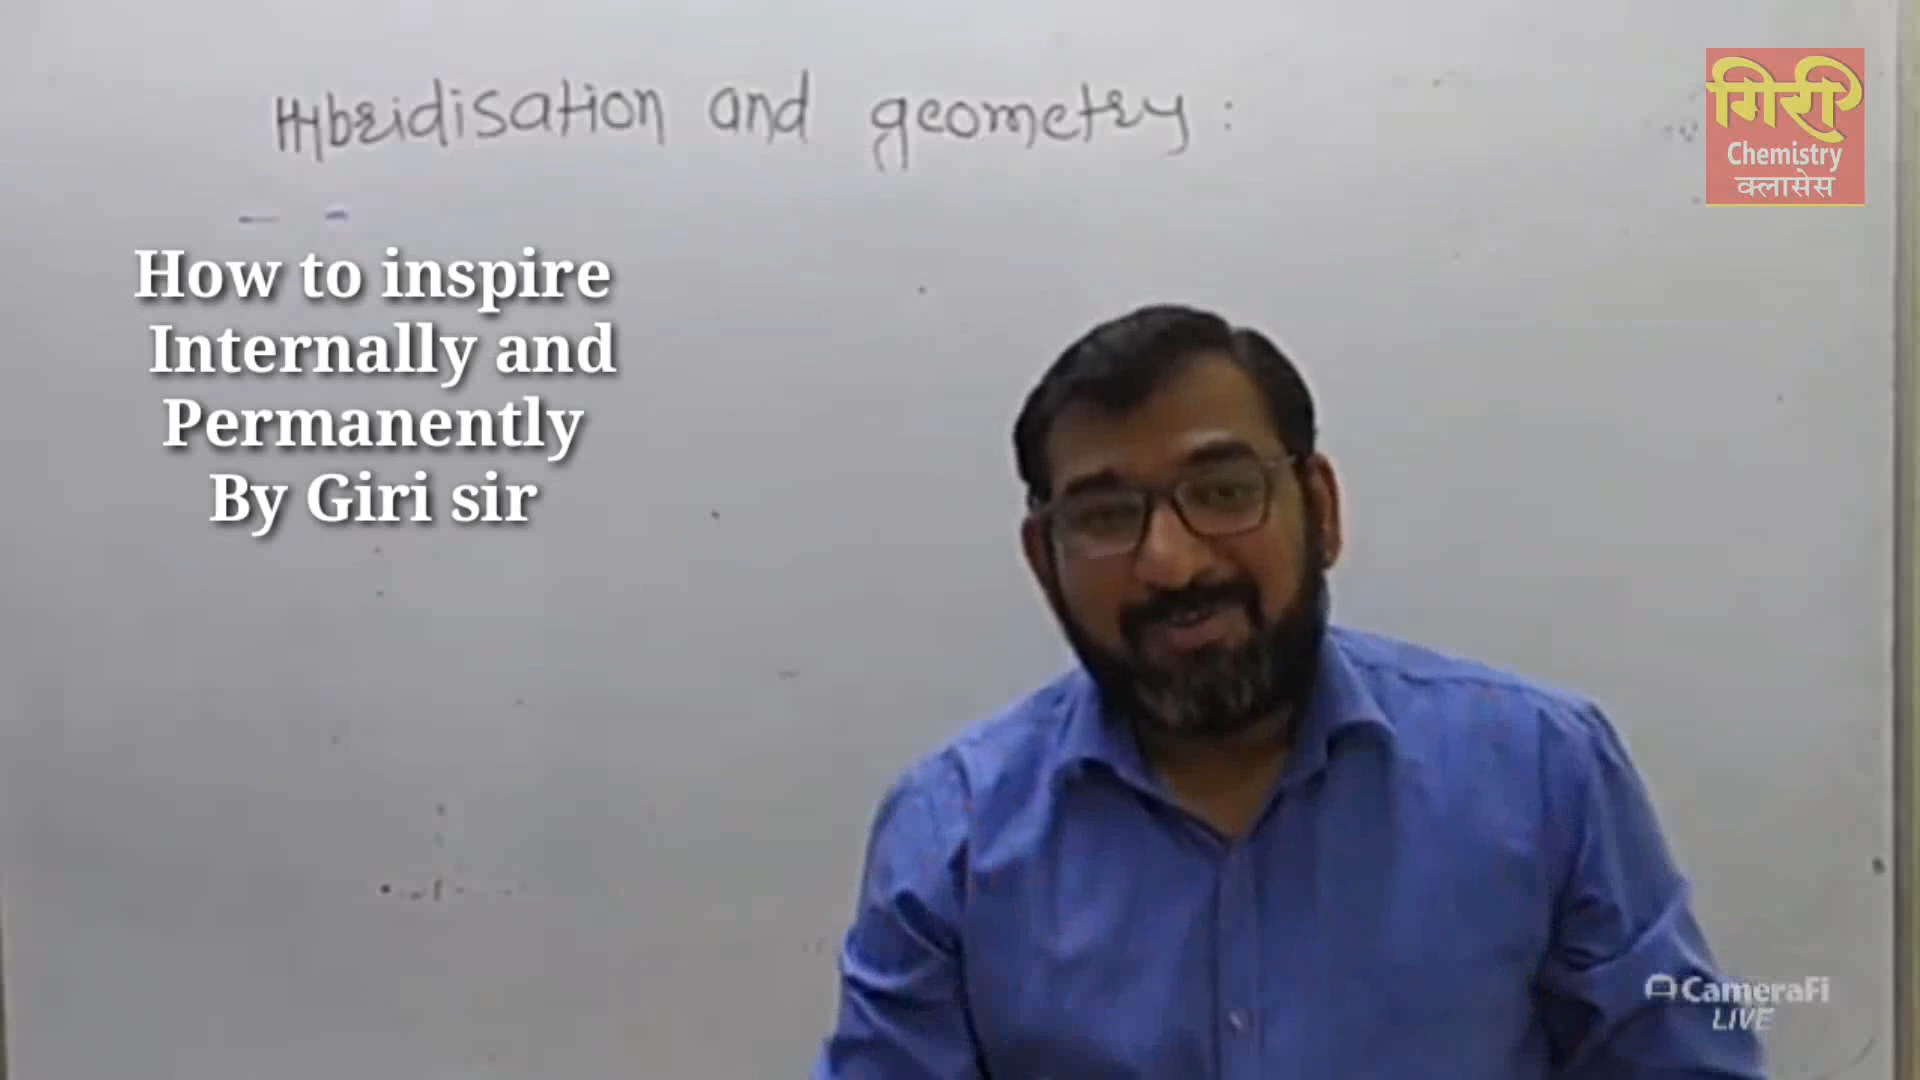 Hybridisation and geometry:
गिरी
Chemistry
क्लासेस
How to inspire
Internally and
Permanently
By Giri sir
CameraFi
LIVE